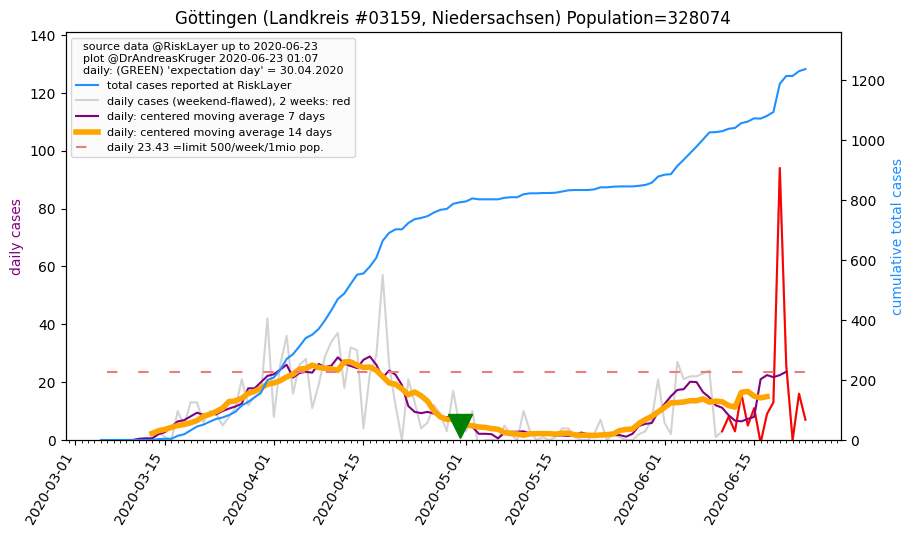 Göttingen (Landkreis #03159, Niedersachsen) Population=328074
source data @RiskLayer up to 2020-06-23
plot @DrAndreasKruger 2020-06-23 01:07
daily: (GREEN) 'expectation day' = 30.04.2020
total cases reported at RiskLayer
daily cases (weekend-flawed), 2 weeks: red
daily: centered moving average 7 days
daily: centered moving average 14 days
daily 23.43 =limit 500/week/1mio pop.
daily cases
140
120
100
80
60
40
20
0
cumulative total cases
1200
1000
800
600
400
200
0
2020-03-01
2020-03-15
2020-04-01
2020-04-15
2020-05-01
2020-05-15
2020-06-01
2020-06-15